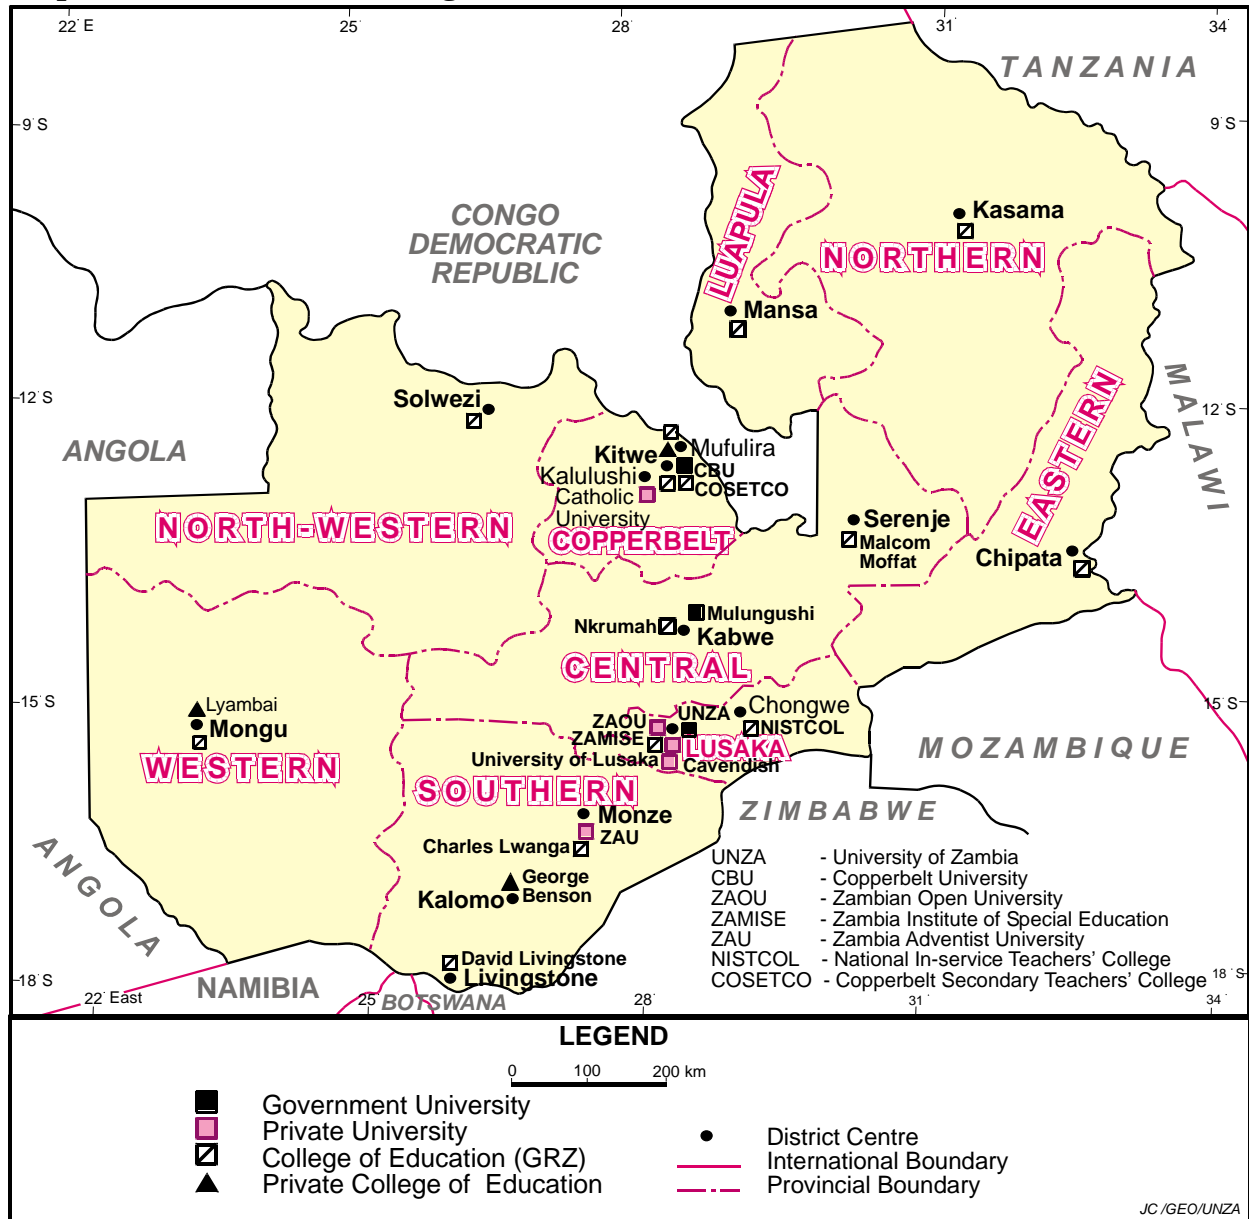 22° E
25°
28°
31°
34°
TANZANIA
9° S
9° S
LUAPULA
Kasama
CONGO
DEMOCRATIC
REPUBLIC
NORTHERN
Mansa
MALAWI
12° S
12° S
Solwezi
EASTERN
ANGOLA
Mufulira
Kitwe
CBU
Kalulushi
COSETCO
Catholic
University
NORTH-WESTERN
COPPERBELT
Serenje
Malcom
Moffat
Chipata
Mulungushi
Nkrumah
Kabwe
CENTRAL
15° S
15° S
Lyambai
Mongu
WESTERN
Chongwe
UNZA
ZAOU
NISTCOL
ZAMISE
LUSAKA
University of Lusaka
Cavendish
MOZAMBIQUE
SOUTHERN
ZIMBABWE
Monze
ZAU
Charles Lwanga
George
Benson
Kalomo
ANGOLA
David Livingstone
Livingstone
NAMIBIA
BOTSWANA
UNZA - University of Zambia
CBU - Copperbelt University
ZAOU - Zambian Open University
ZAMISE - Zambia Institute of Special Education
ZAU - Zambia Adventist University
NISTCOL - National In-service Teachers' College
COSETCO - Copperbelt Secondary Teachers' College
18° S
18° S
22° East
25°
28°
31°
34°
LEGEND
0 100 200 km
Government University
Private University
College of Education (GRZ)
Private College of Education
District Centre
International Boundary
Provincial Boundary
JC /GEO/UNZA